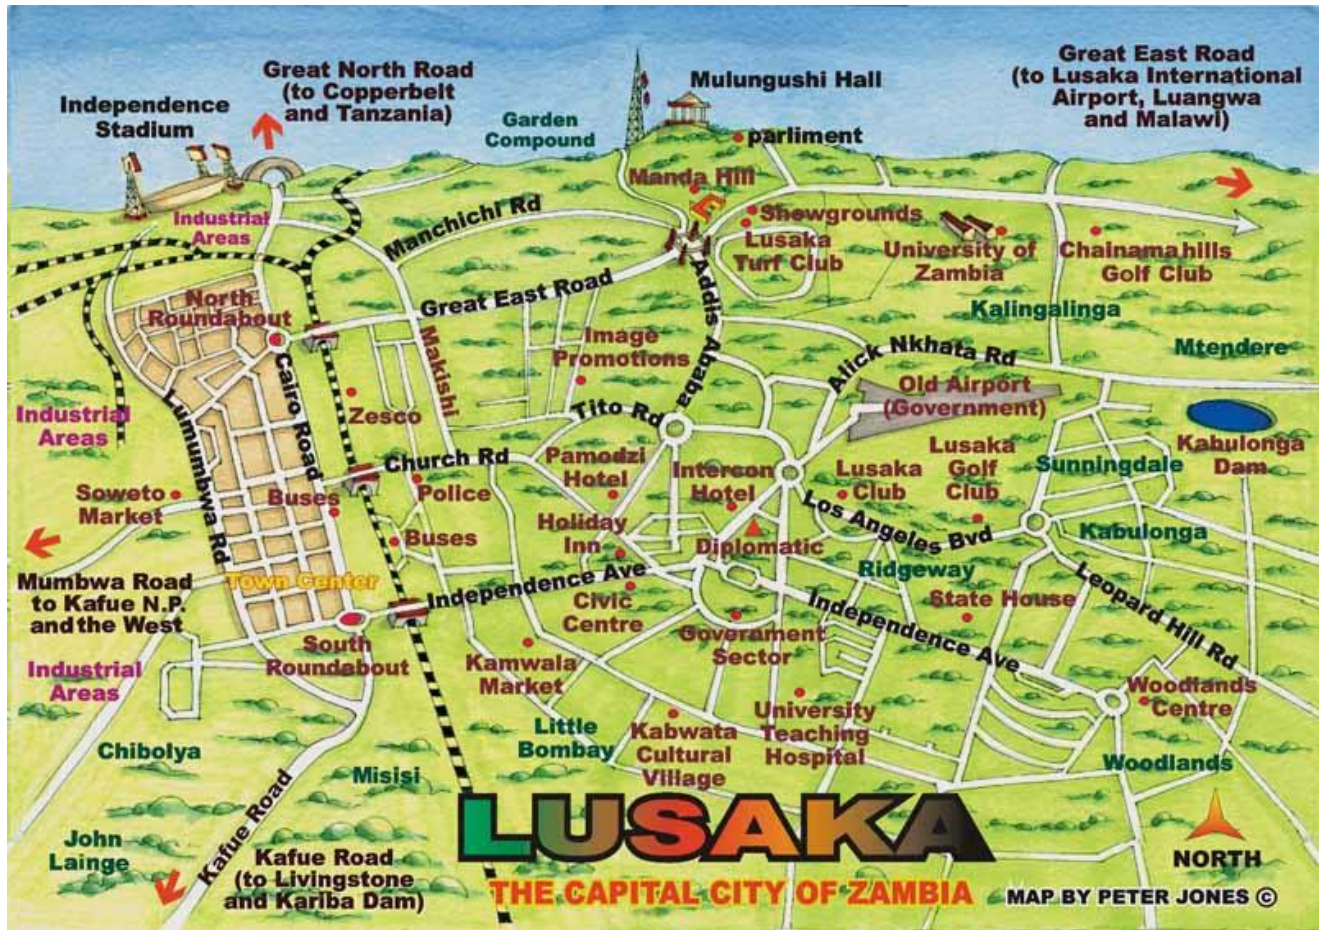 Great North Road
(to Copperbelt
and Tanzania)
Independence
Stadium
Garden
Compound
Mulungushi Hall
parliment
Great East Road
(to Lusaka International
Airport, Luangwa
and Malawi)
Manda Hill
Industrial
Areas
Manchichi Rd
Showgrounds
Lusaka
Turf Club
University of
Zambia
Chainamahills
Golf Club
North
Roundabout
Great East Road
Addis Ababa
Kalingalinga
Image
Promotions
Makishi
Cairo Road
Alick Nkhata Rd
Mtendere
Old Airport
(Government)
Industrial
Areas
Lumumbwa Rd
Zesco
Tito Rd
Church Rd
Pamodzi
Hotel
Intercon
Hotel
Lusaka
Club
Lusaka
Golf
Club
Sunningdale
Kabulonga
Dam
Soweto
Market
Buses
Police
Los Angeles Bvd
Holiday
Inn
Buses
Diplomatic
Kabulonga
Mumbwa Road
to Kafue N.P.
and the West
Town Center
Independence Ave
Ridgeway
Leopard Hill Rd
Civic
Centre
State House
Independence Ave
Government
Sector
South
Roundabout
Kamwala
Market
Industrial
Areas
Woodlands
Centre
University
Teaching
Hospital
Kabwata
Cultural
Village
Little
Bombay
Chibolya
Misisi
Woodlands
Kafue Road
John
Lainge
Kafue Road
(to Livingstone
and Kariba Dam)
LUSAKA
THE CAPITAL CITY OF ZAMBIA
NORTH
MAP BY PETER JONES ©